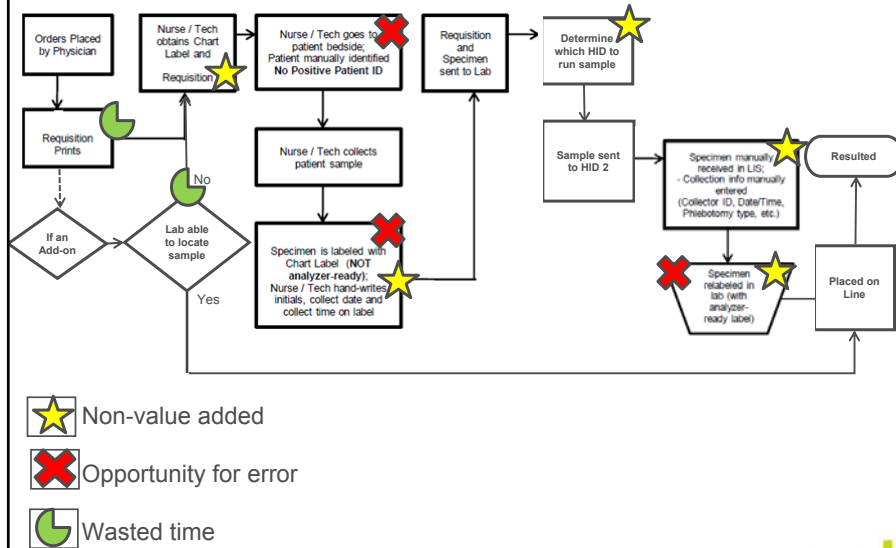 Orders Placed
by Physician
Requisition
Prints
If an
Add-on
Lab able
to locate
sample
No
Yes
Nurse / Tech
obtains Chart
Label and
Requisition
Nurse / Tech goes to
patient bedside;
Patient manually identified
No Positive Patient ID
Nurse / Tech collects
patient sample
Specimen is labeled with
Chart Label (NOT
analyzer-ready);
Nurse / Tech hand-writes
initials, collect date and
collect time on label
Requisition
and
Specimen
sent to Lab
Determine
which HID to
run sample
Sample sent
to HID 2
Specimen manually
received in LIS;
- Collection info manually
entered
(Collector ID, Date/Time,
Phlebotomy type, etc.)
Specimen
relabeled in
lab (with
analyzer-
ready label)
Placed on
Line
Resulted
Non-value added
Opportunity for error
Wasted time